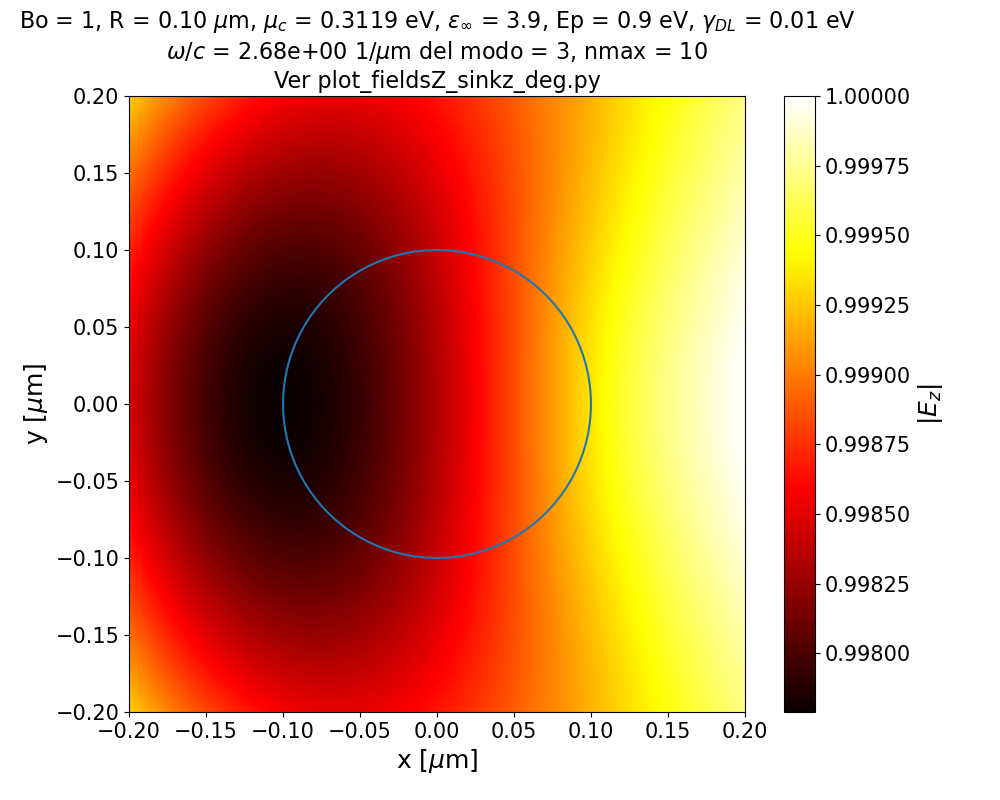 Bo = 1, R = 0.10 μm, μ_c = 0.3119 eV, ε_∞ = 3.9, Ep = 0.9 eV, γ_DL = 0.01 eV
ω/c = 2.68e+00 1/μm del modo = 3, nmax = 10
Ver plot_fieldsZ_sinkz_deg.py
0.20
0.15
0.10
0.05
0.00
−0.05
−0.10
−0.15
−0.20
y [μm]
−0.20 −0.15 −0.10 −0.05 0.00 0.05 0.10 0.15 0.20
x [μm]
1.00000
0.99975
0.99950
0.99925
0.99900
0.99875
0.99850
0.99825
0.99800
|E_z|